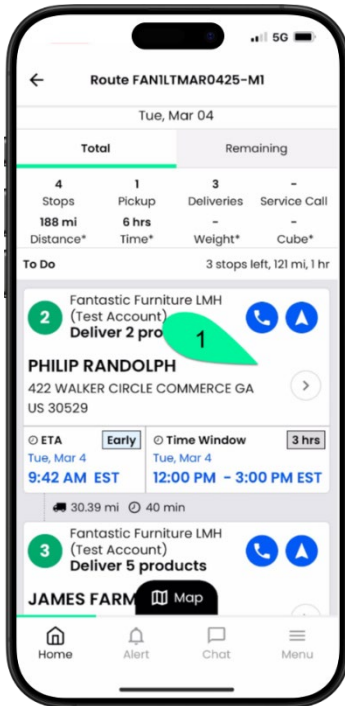 5G
Route FAN1LTMAR0425-M1
Tue, Mar 04
Total Remaining
4 1 3 -
Stops Pickup Deliveries Service Call
188 mi 6 hrs - -
Distance* Time* Weight* Cube*
To Do 3 stops left, 121 mi, 1 hr
2 Fantastic Furniture LMH
(Test Account)
Deliver 2 pro
1
PHILIP RANDOLPH
422 WALKER CIRCLE COMMERCE GA
US 30529
ETA Early Time Window 3 hrs
Tue, Mar 4 Tue, Mar 4
9:42 AM EST 12:00 PM - 3:00 PM EST
30.39 mi 40 min
3 Fantastic Furniture LMH
(Test Account)
Deliver 5 products
JAMES FARM
Map
Home Alert Chat Menu